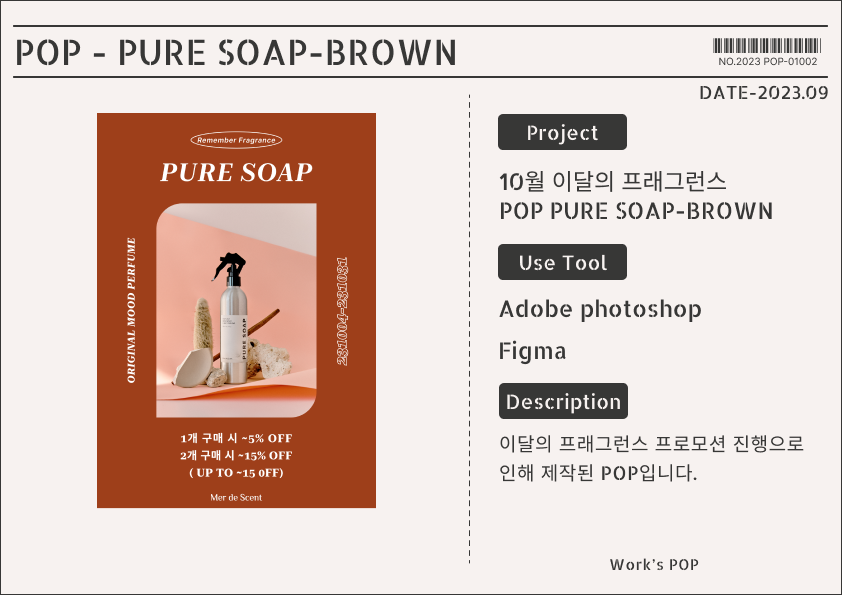 POP - PURE SOAP-BROWN
NO.2023 POP-01002
DATE-2023.09
Remember Fragrance
PURE SOAP
ORIGINAL MOOD PERFUME
PURE SOAP
231004-231031
1개 구매 시 ~5% OFF
2개 구매 시 ~15% OFF
( UP TO ~15 0FF)
Mer de Scent
Project
10월 이달의 프래그런스
POP PURE SOAP-BROWN
Use Tool
Adobe photoshop
Figma
Description
이달의 프래그런스 프로모션 진행으로
인해 제작된 POP입니다.
Work's POP